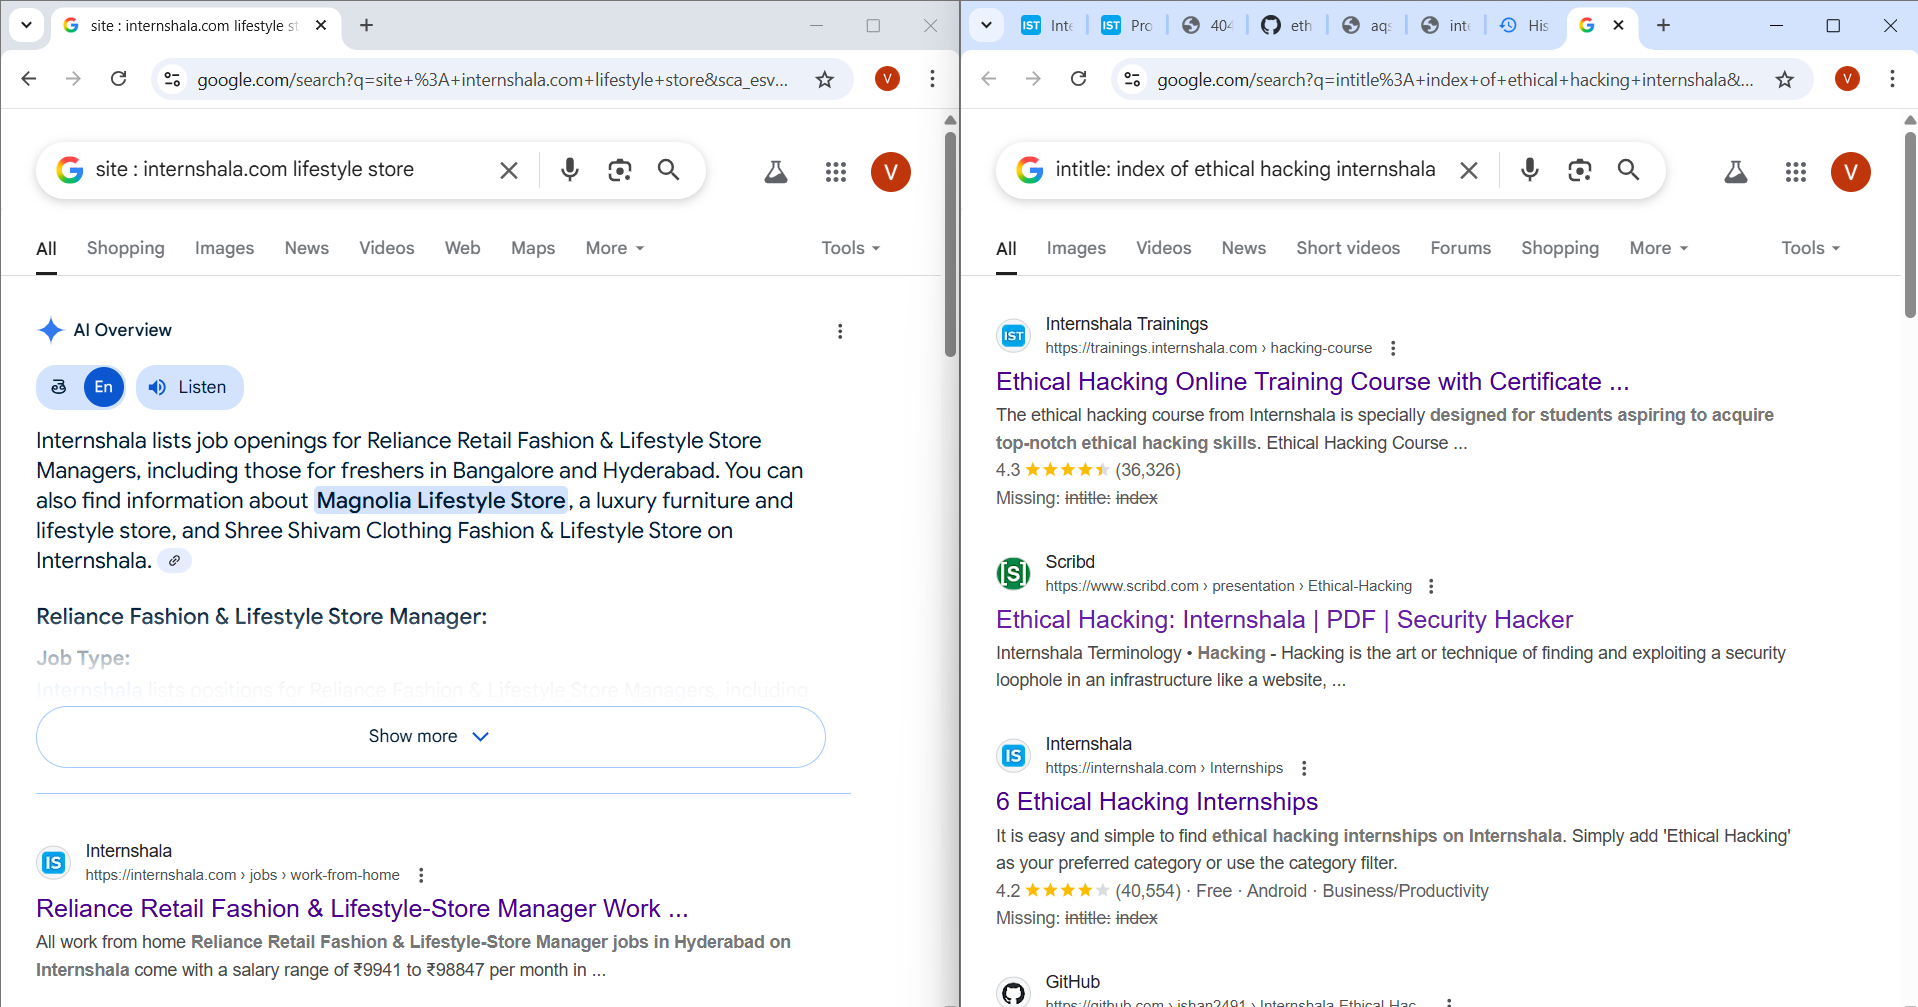 site : internshala.com lifestyle st
google.com/search?q=site+%3A+internshala.com+lifestyle+store&sca_esv...
V
site : internshala.com lifestyle store
V
All Shopping Images News Videos Web Maps More Tools
AI Overview
తె En Listen
Internshala lists job openings for Reliance Retail Fashion & Lifestyle Store
Managers, including those for freshers in Bangalore and Hyderabad. You can
also find information about Magnolia Lifestyle Store, a luxury furniture and
lifestyle store, and Shree Shivam Clothing Fashion & Lifestyle Store on
Internshala.
Reliance Fashion & Lifestyle Store Manager:
Job Type:
Internshala lists positions for Reliance Fashion & Lifestyle Store Managers, including
Show more
IS
Internshala
https://internshala.com › jobs › work-from-home
Reliance Retail Fashion & Lifestyle-Store Manager Work ...
All work from home Reliance Retail Fashion & Lifestyle-Store Manager jobs in Hyderabad on
Internshala come with a salary range of ₹9941 to ₹98847 per month in ...
IST Inte IST Pro 404 eth aqs inte His
google.com/search?q=intitle%3A+index+of+ethical+hacking+internshala&...
V
intitle: index of ethical hacking internshala
V
All Images Videos News Short videos Forums Shopping More Tools
IST
Internshala Trainings
https://trainings.internshala.com › hacking-course
Ethical Hacking Online Training Course with Certificate ...
The ethical hacking course from Internshala is specially designed for students aspiring to acquire
top-notch ethical hacking skills. Ethical Hacking Course ...
4.3 (36,326)
Missing: intitle: index
[S]
Scribd
https://www.scribd.com › presentation › Ethical-Hacking
Ethical Hacking: Internshala | PDF | Security Hacker
Internshala Terminology • Hacking - Hacking is the art or technique of finding and exploiting a security
loophole in an infrastructure like a website, ...
IS
Internshala
https://internshala.com › Internships
6 Ethical Hacking Internships
It is easy and simple to find ethical hacking internships on Internshala. Simply add 'Ethical Hacking'
as your preferred category or use the category filter.
4.2 (40,554) · Free · Android · Business/Productivity
Missing: intitle: index
GitHub
https://github.com › ishan2491 › Internshala-Ethical-Hac...